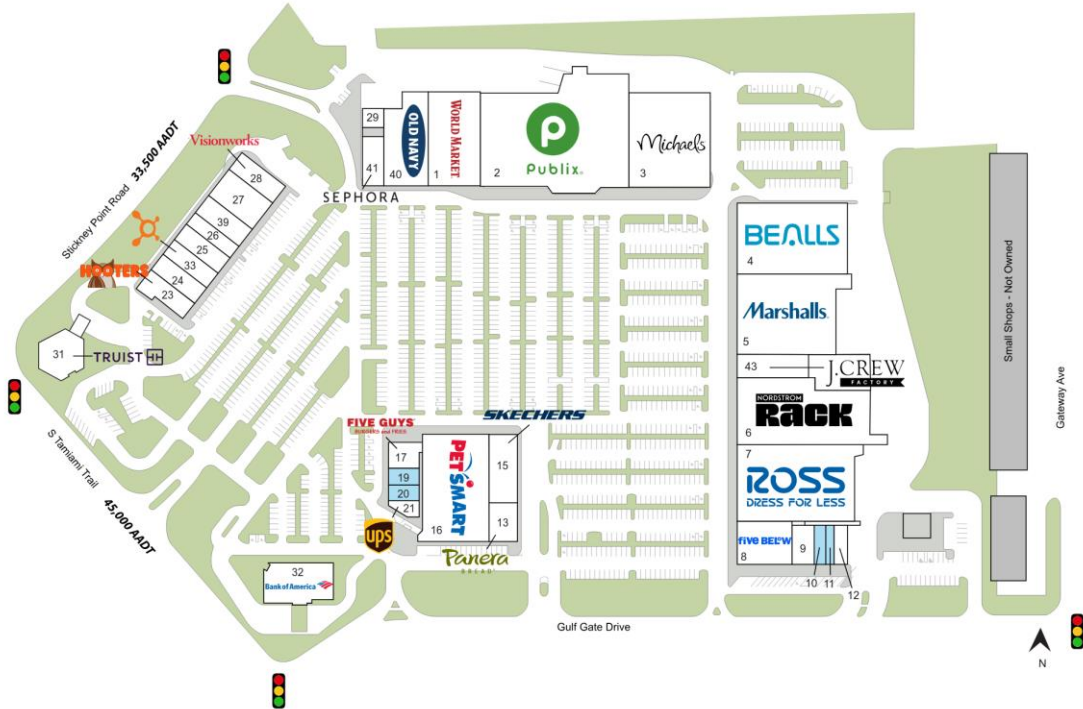 29
41
40
OLD NAVY
WORLD MARKET
1
Publix
2
Michaels
3
SEPHORA
Visionworks
28
27
39
26
25
33
24
23
HOOTERS
33,500 AADT
Stickney Point Road
31
TRUIST
S Tamiami Trail
45,000 AADT
BEALLS
4
Marshalls
5
43
J.CREW
FACTORY
NORDSTROM
RACK
6
7
ROSS
DRESS FOR LESS
FIVE BELOW
8
9
10
11
12
FIVE GUYS
BURGERS and FRIES
17
19
20
21
ups
PETSMART
16
SKECHERS
15
13
Panera
BREAD
32
Bank of America
Gulf Gate Drive
Small Shops - Not Owned
Gateway Ave
N